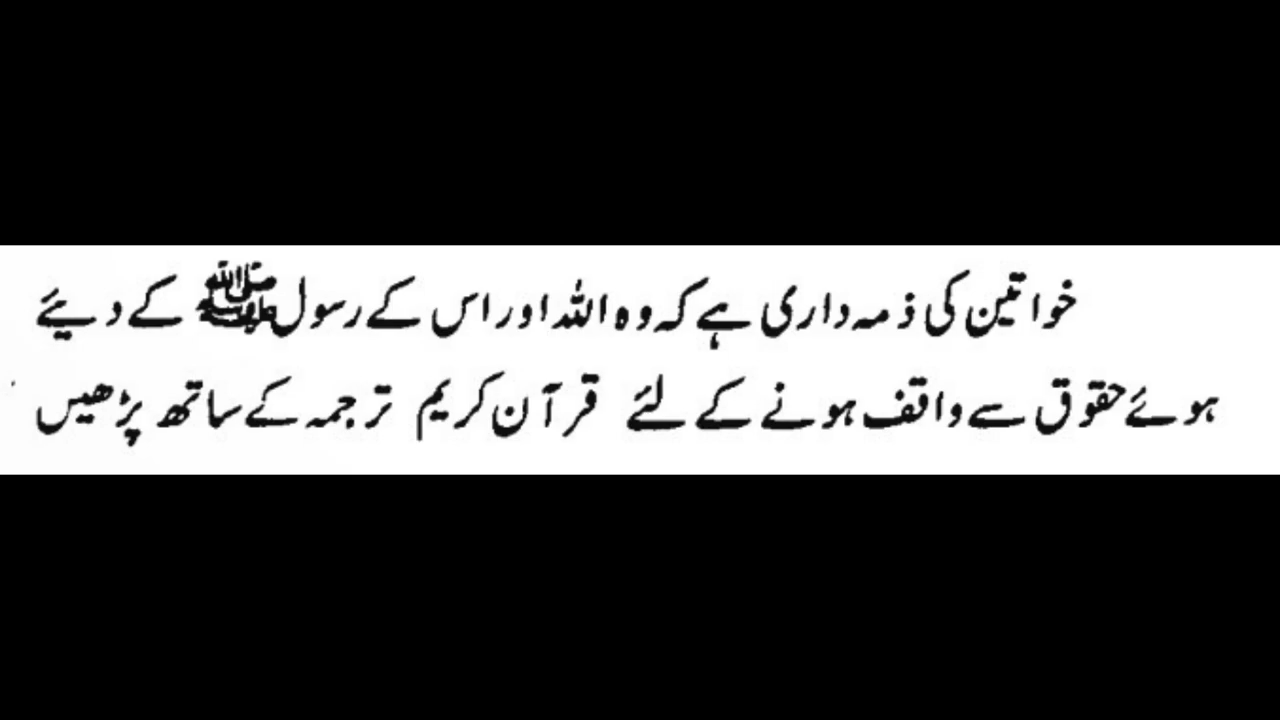 خواتین کی ذمہ داری ہے کہ وہ اللہ اور اس کے رسول ﷺ کے دیئے
ہوئے حقوق سے واقف ہونے کے لئے قرآن کریم ترجمہ کے ساتھ پڑھیں